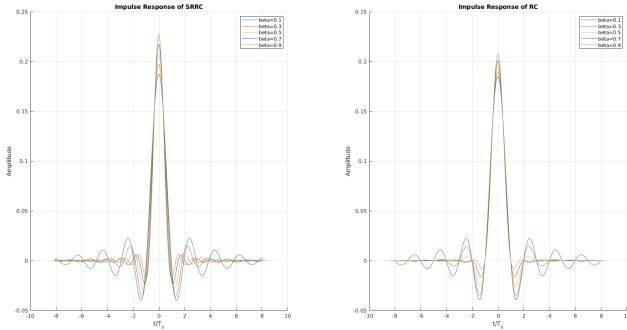 Impulse Response of SRRC
0.25
0.2
0.15
0.1
0.05
0
-0.05
Amplitude
-10 -8 -6 -4 -2 0 2 4 6 8 10
t/Ts
beta=0.1
beta=0.3
beta=0.5
beta=0.7
beta=0.9
Impulse Response of RC
0.25
0.2
0.15
0.1
0.05
0
-0.05
Amplitude
-10 -8 -6 -4 -2 0 2 4 6 8 10
t/Ts
beta=0.1
beta=0.3
beta=0.5
beta=0.7
beta=0.9